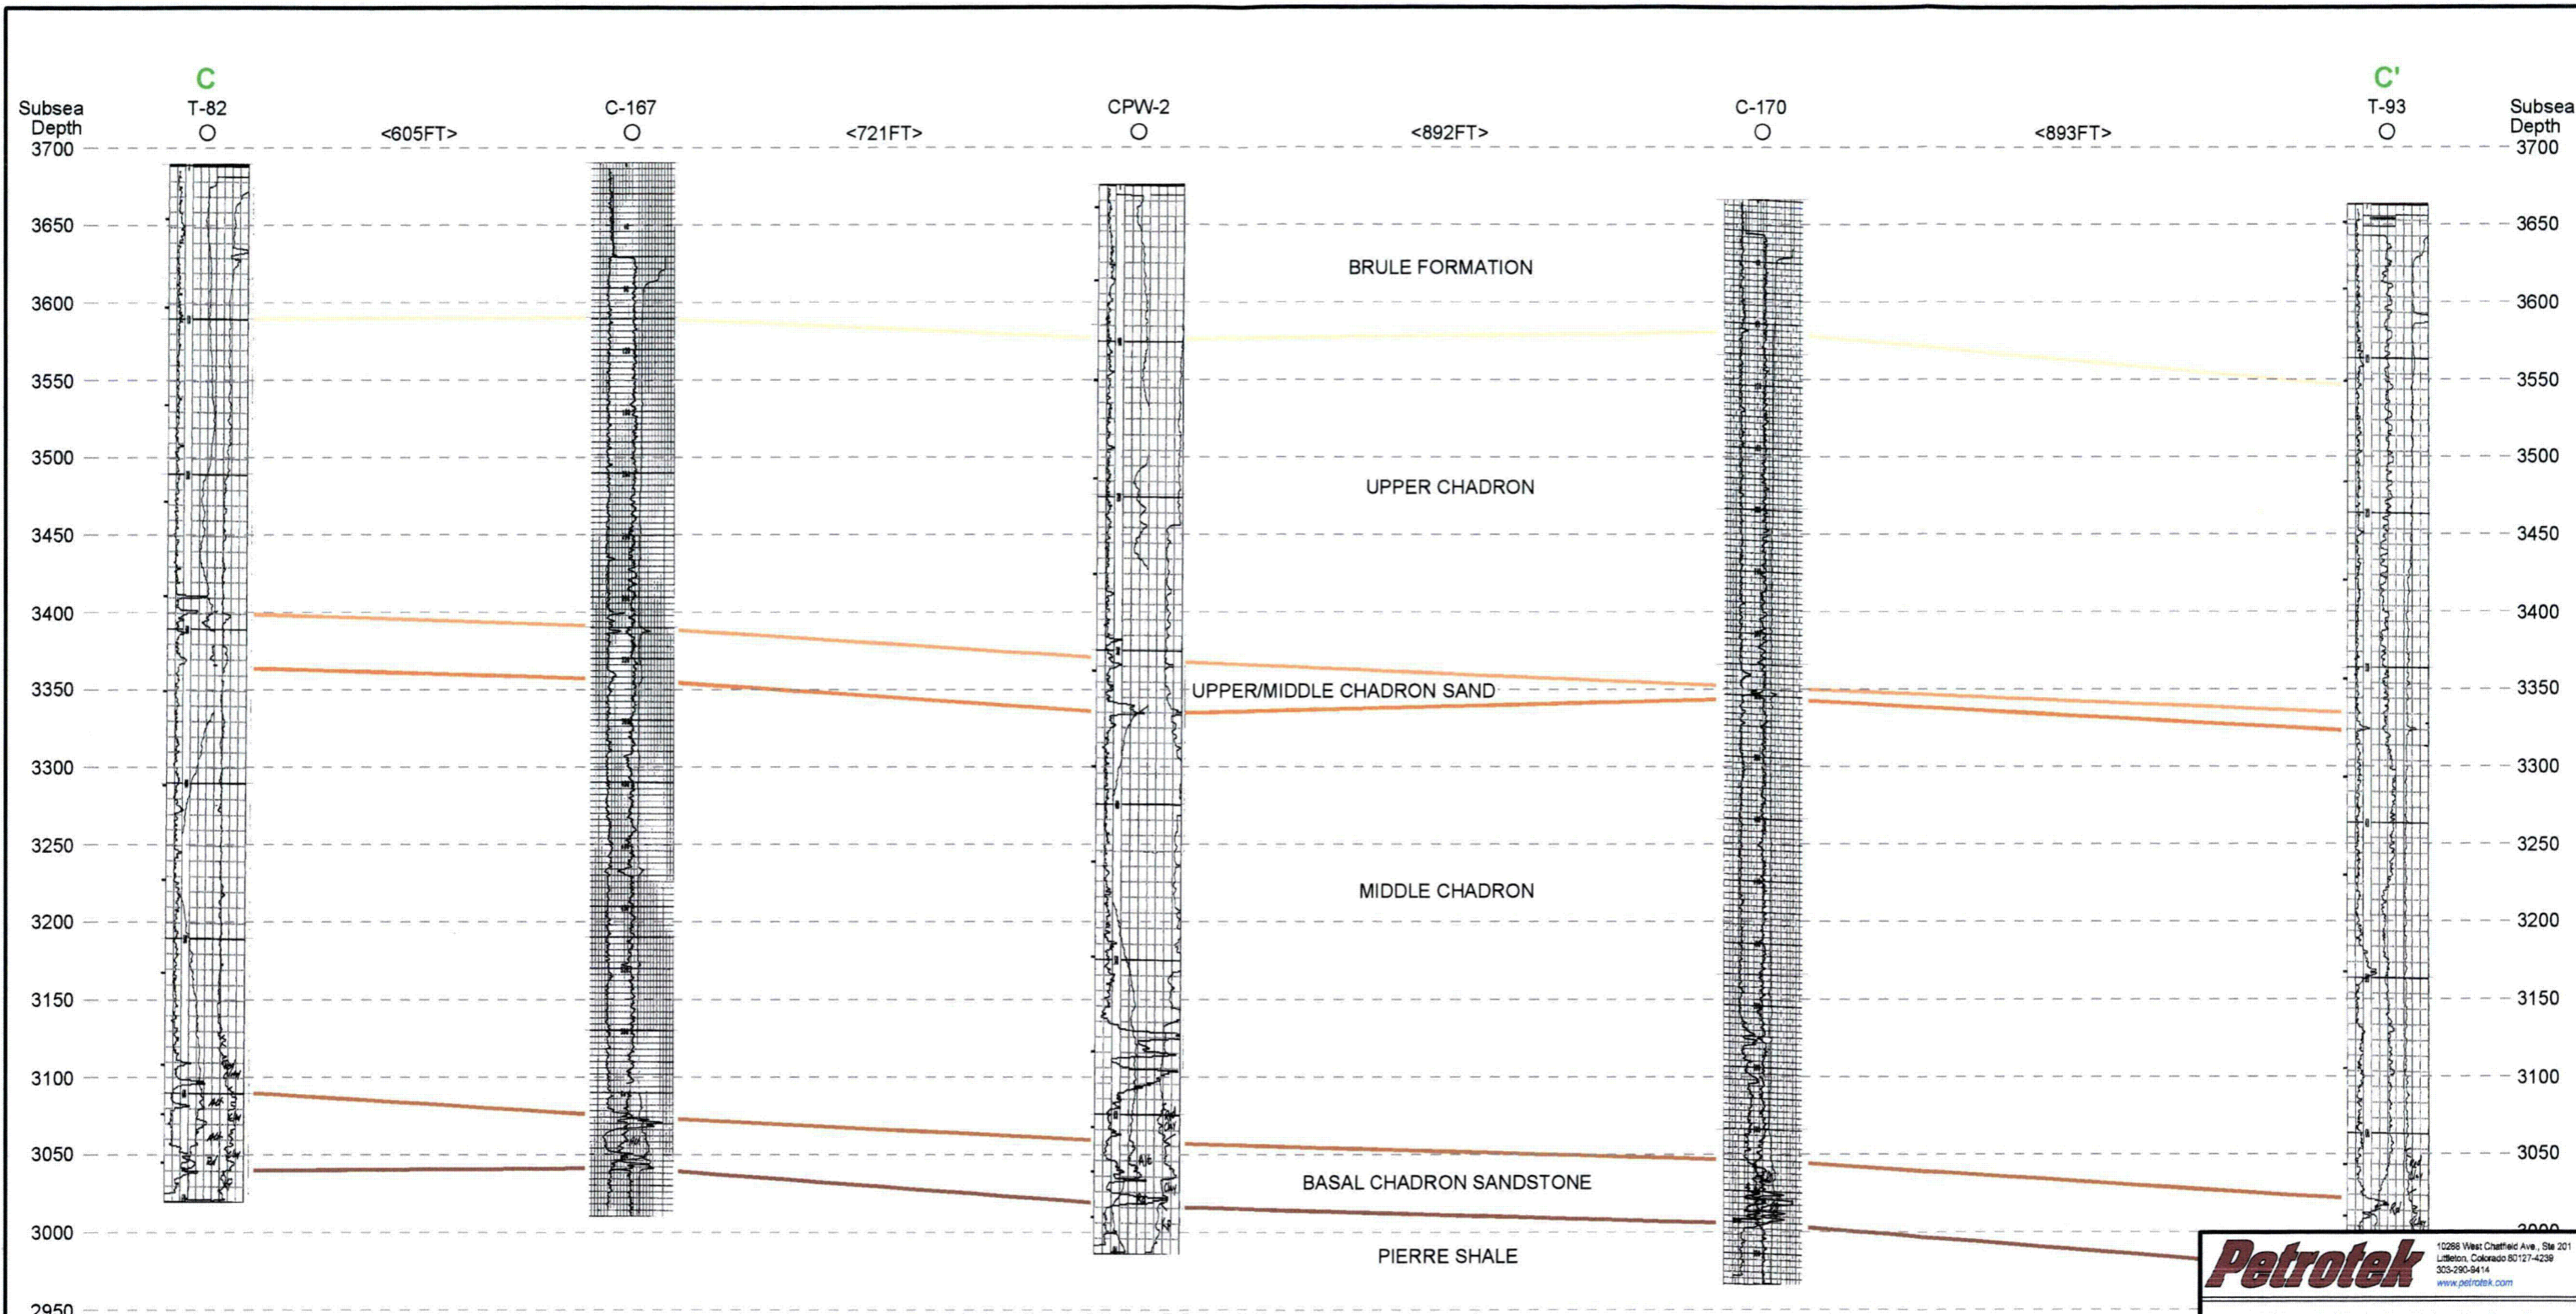 C
C'
Subsea
Depth
T-82
C-167
CPW-2
C-170
T-93
Subsea
Depth
<605FT>
<721FT>
<892FT>
<893FT>
3700
3700
3650
3650
BRULE FORMATION
3600
3600
3550
3550
3500
3500
UPPER CHADRON
3450
3450
3400
3400
3350
3350
UPPER/MIDDLE CHADRON SAND
3300
3300
3250
3250
MIDDLE CHADRON
3200
3200
3150
3150
3100
3100
3050
3050
BASAL CHADRON SANDSTONE
3000
3000
PIERRE SHALE
2950
Petrotek
10288 West Chatfield Ave., Ste 201
Littleton, Colorado 80127-4239
303-290-9414
www.petrotek.com